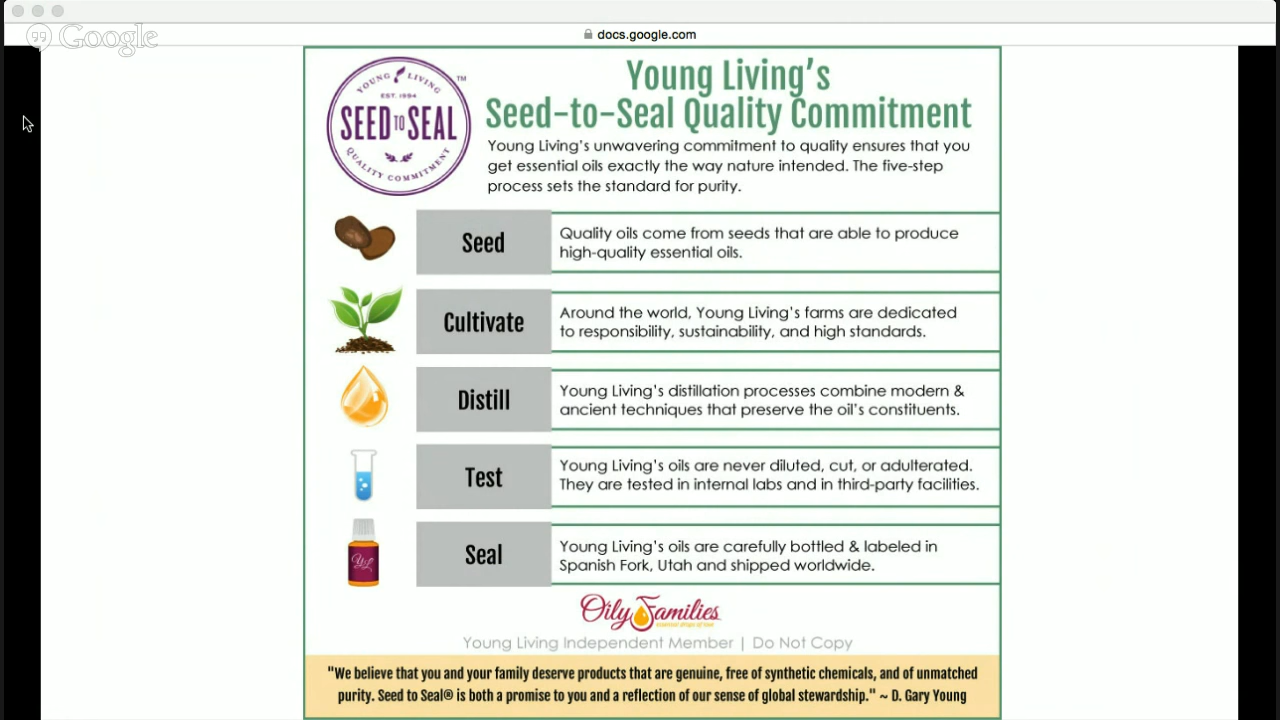 Google
docs.google.com
YOUNG LIVING
TM
EST. 1994
SEED TO SEAL
QUALITY COMMITMENT
Young Living's
Seed-to-Seal Quality Commitment
Young Living's unwavering commitment to quality ensures that you
get essential oils exactly the way nature intended. The five-step
process sets the standard for purity.
Seed
Quality oils come from seeds that are able to produce
high-quality essential oils.
Cultivate
Around the world, Young Living's farms are dedicated
to responsibility, sustainability, and high standards.
Distill
Young Living's distillation processes combine modern &
ancient techniques that preserve the oil's constituents.
Test
Young Living's oils are never diluted, cut, or adulterated.
They are tested in internal labs and in third-party facilities.
YL
Seal
Young Living's oils are carefully bottled & labeled in
Spanish Fork, Utah and shipped worldwide.
Oily Families
essential drops of love
Young Living Independent Member | Do Not Copy
"We believe that you and your family deserve products that are genuine, free of synthetic chemicals, and of unmatched
purity. Seed to Seal® is both a promise to you and a reflection of our sense of global stewardship." ~ D. Gary Young